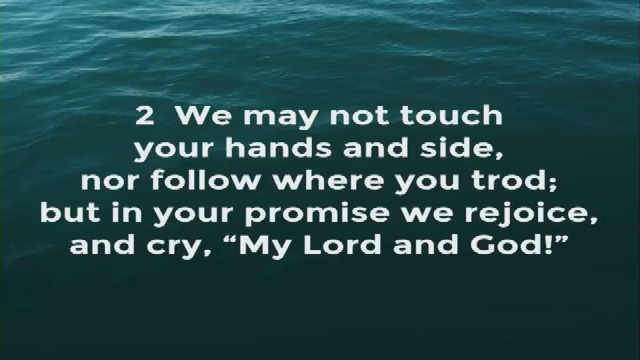 2 We may not touch
your hands and side,
nor follow where you trod;
but in your promise we rejoice,
and cry, “My Lord and God!”